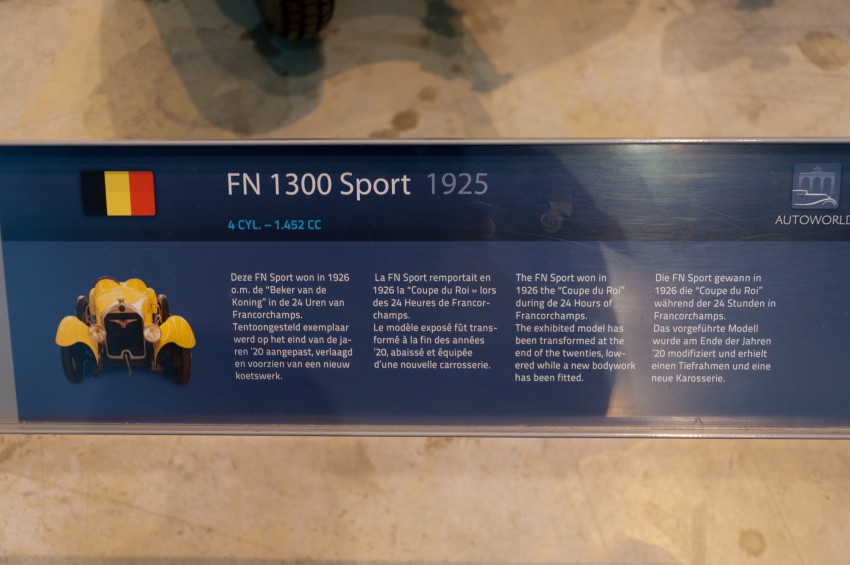 FN 1300 Sport 1925
4 CYL. – 1.452 CC
AUTOWORLD
Deze FN Sport won in 1926
o.m. de "Beker van de
Koning" in de 24 Uren van
Francorchamps.
Tentoongesteld exemplaar
werd op het eind van de ja-
ren '20 aangepast, verlaagd
en voorzien van een nieuw
koetswerk.
La FN Sport remportait en
1926 la "Coupe du Roi » lors
des 24 Heures de Francor-
champs.
Le modèle exposé fût trans-
formé à la fin des années
'20, abaissé et équipée
d'une nouvelle carrosserie.
The FN Sport won in
1926 the "Coupe du Roi"
during de 24 Hours of
Francorchamps.
The exhibited model has
been transformed at the
end of the twenties, low-
ered while a new bodywork
has been fitted.
Die FN Sport gewann in
1926 die "Coupe du Roi"
während der 24 Stunden in
Francorchamps.
Das vorgeführte Modell
wurde am Ende der Jahren
'20 modifiziert und erhielt
einen Tiefrahmen und eine
neue Karosserie.